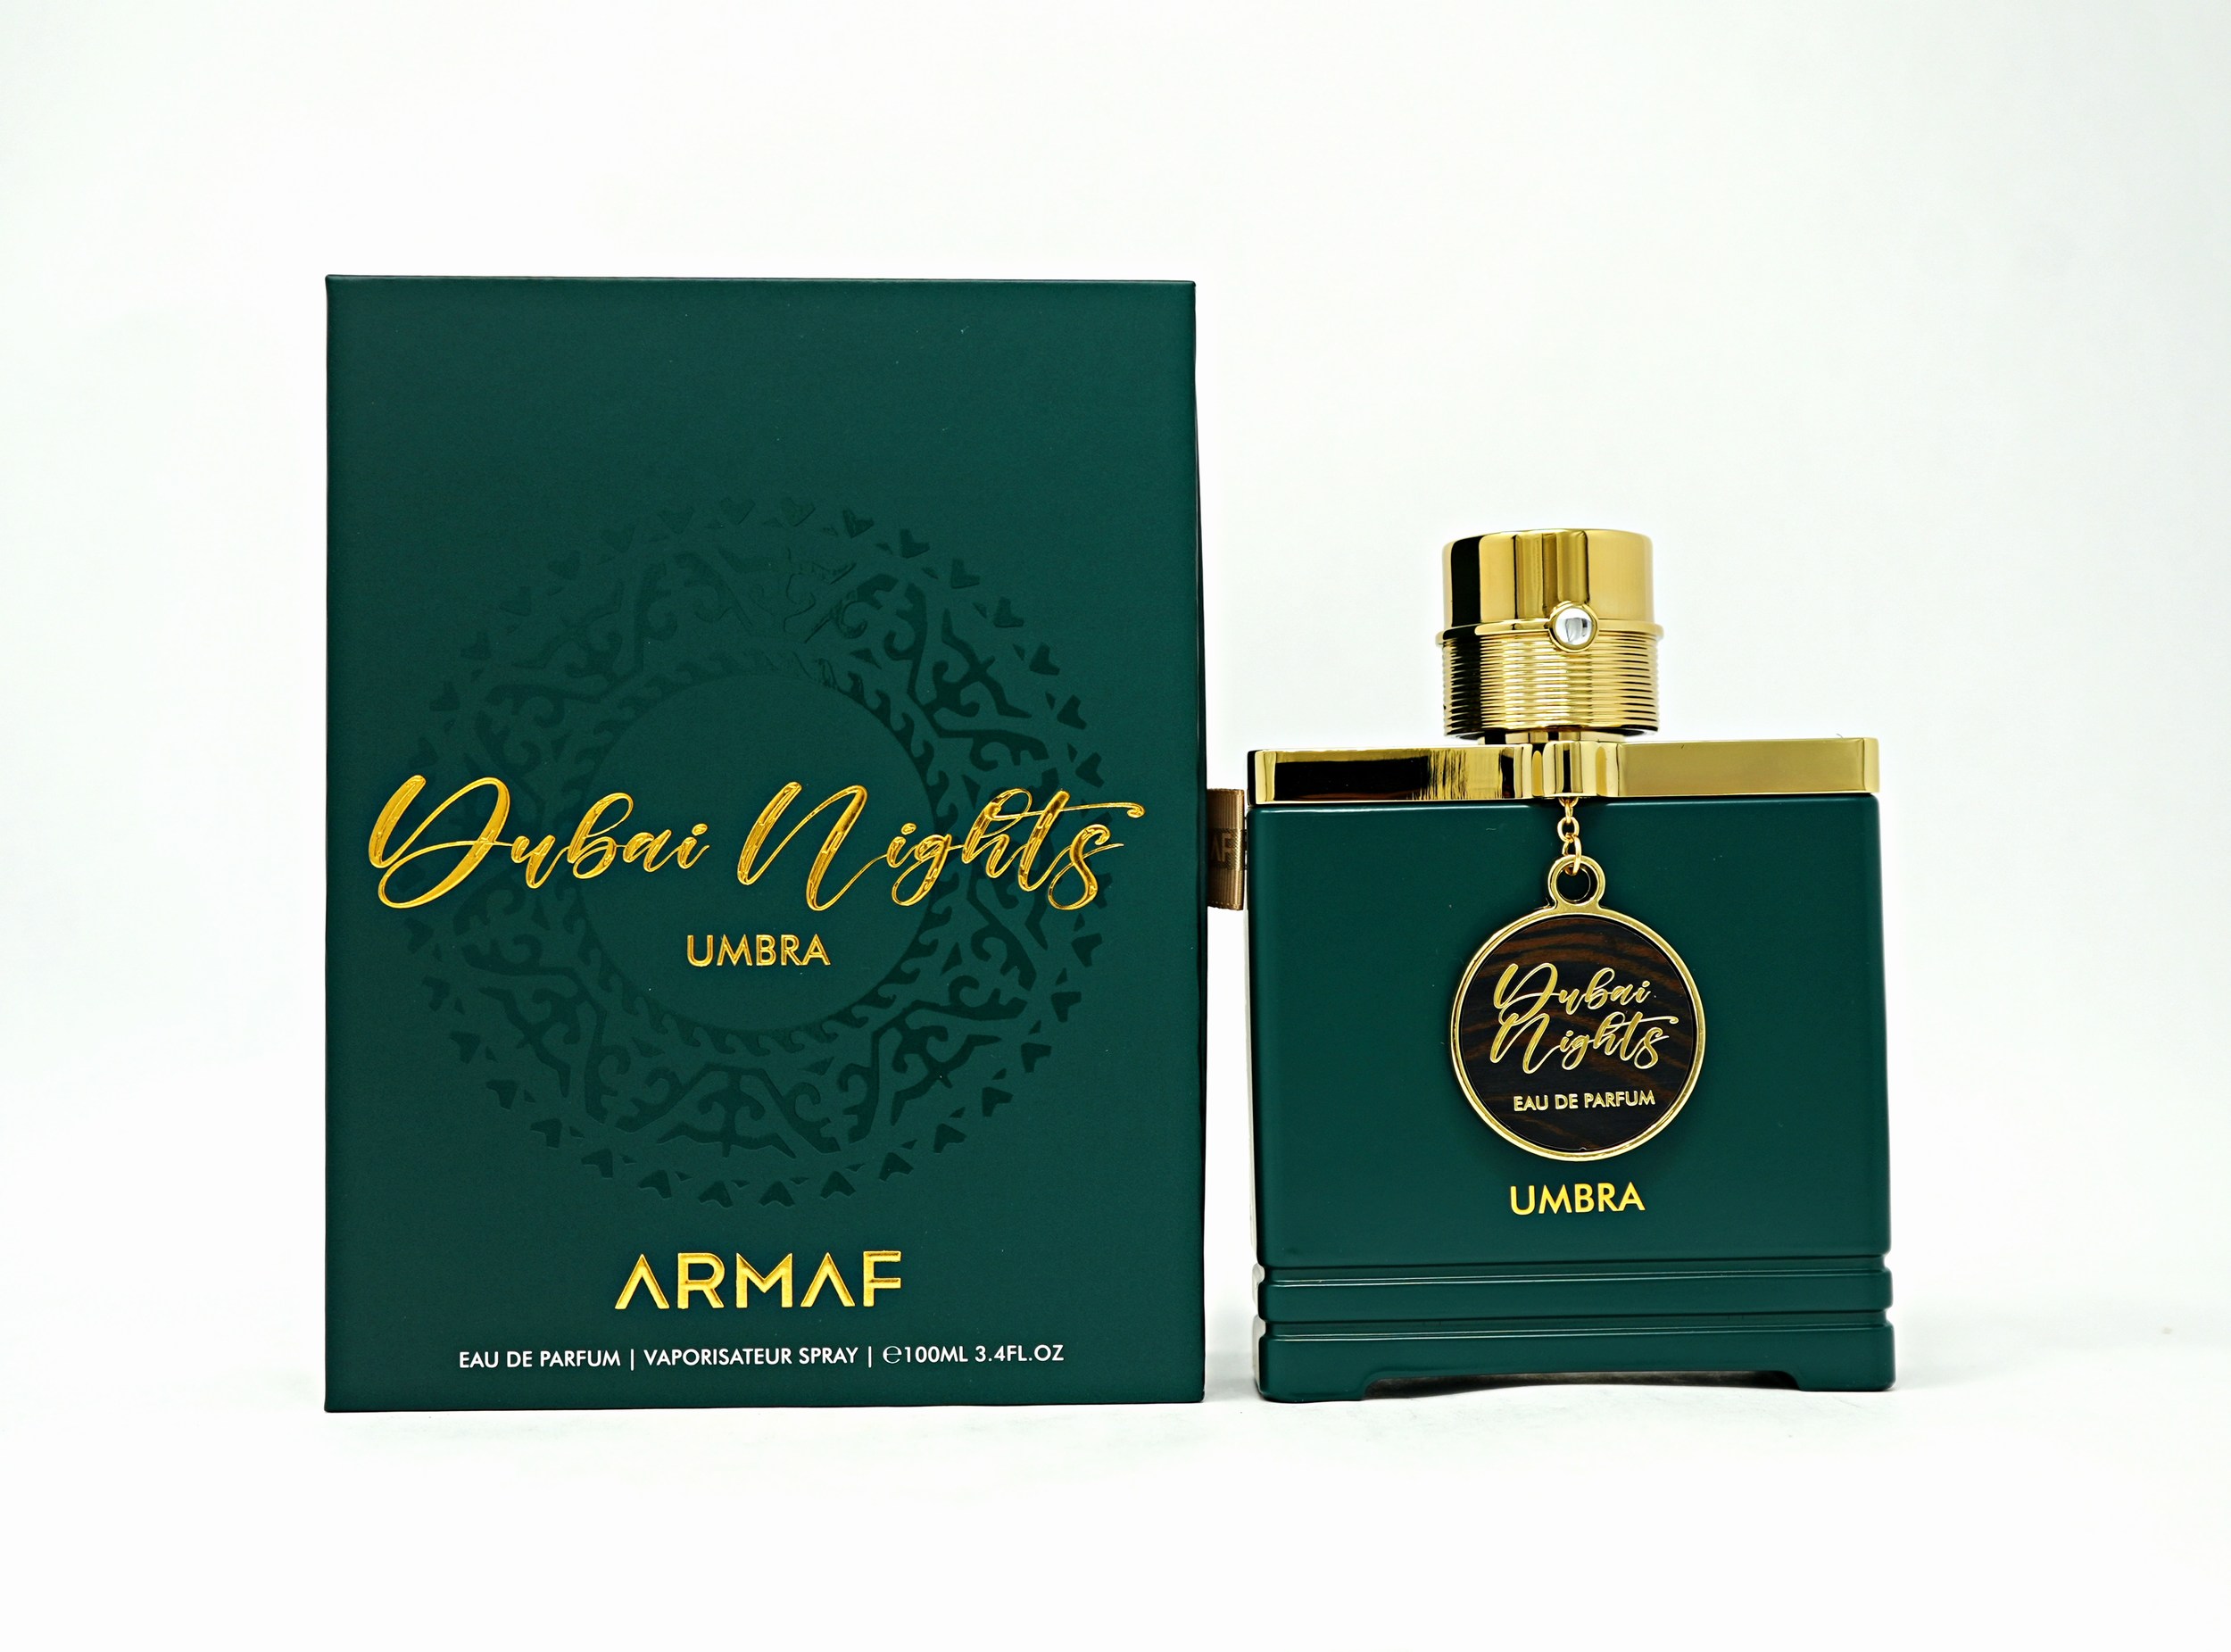 Dubai Nights
UMBRA
ARMAF
EAU DE PARFUM | VAPORISATEUR SPRAY | ℮100ML 3.4FL.OZ
Dubai
Nights
EAU DE PARFUM
UMBRA